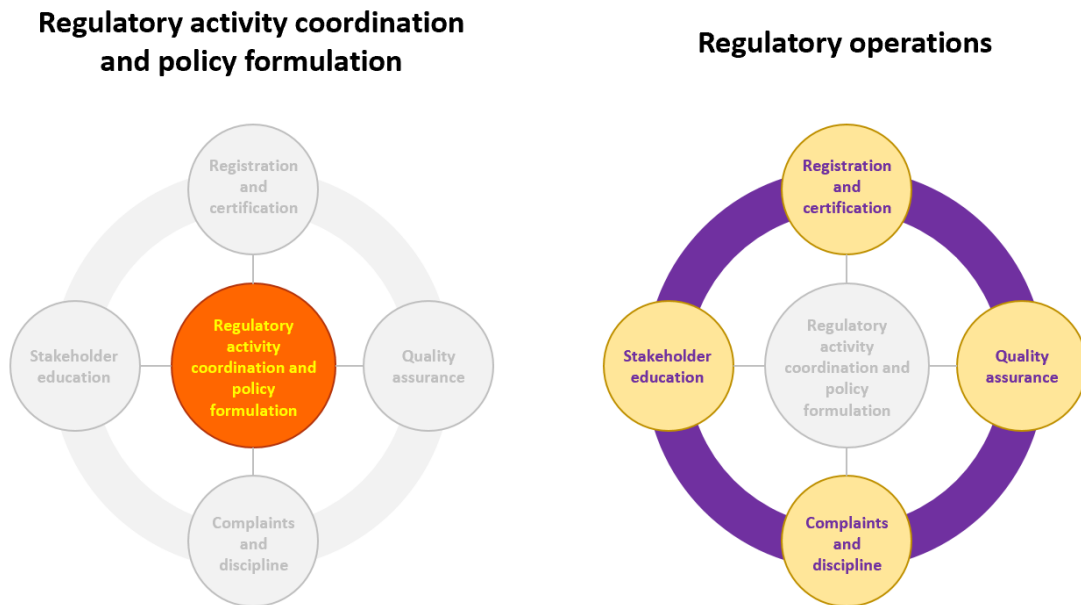 Regulatory activity coordination
and policy formulation
Registration
and
certification
Stakeholder
education
Regulatory
activity
coordination and
policy
formulation
Quality
assurance
Complaints
and
discipline
Regulatory operations
Registration
and
certification
Stakeholder
education
Regulatory
activity
coordination and
policy
formulation
Quality
assurance
Complaints
and
discipline